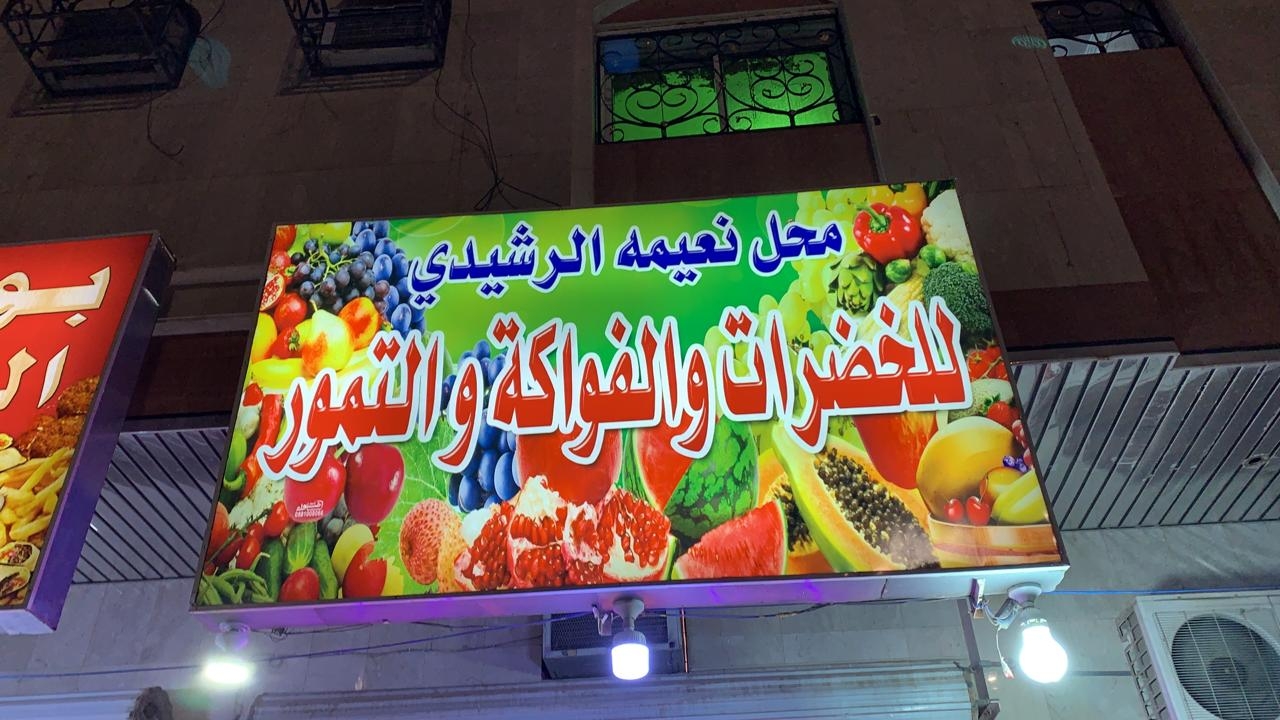 محل نعيمه الرشيدي
للخضرات والفواكة و التمور